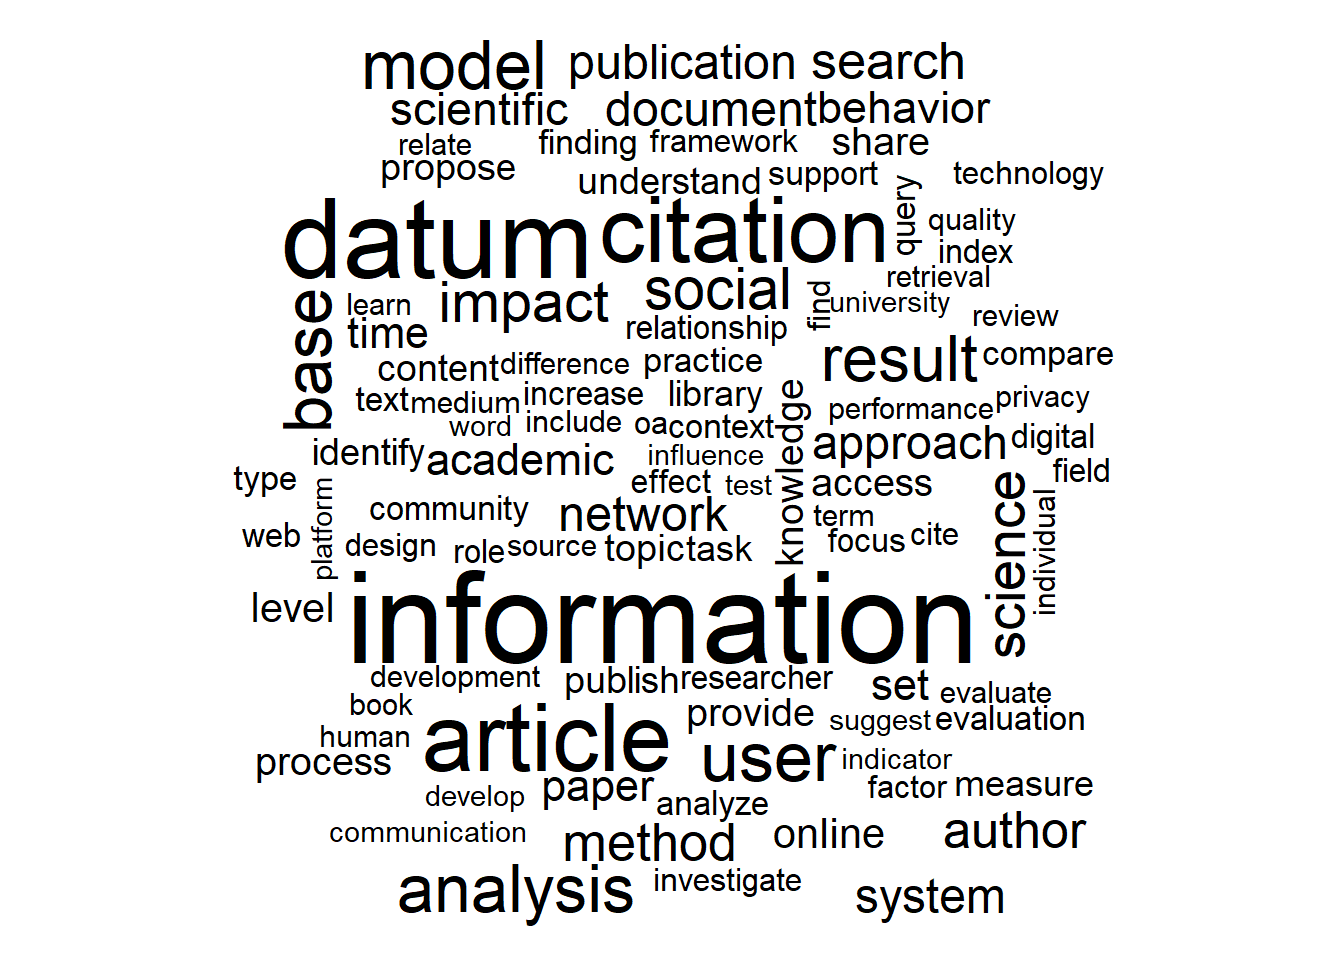 model publication search
scientific documentbehavior
relate finding framework share
propose understand support technology
datum citation query quality
index
retrieval
base learn impact social find university
time relationship review
content difference practice result compare
text medium increase library knowledge performance privacy
word include oa context
identify academic influence approach digital
type platform effect test access science field
community network term individual
web design role source topic task focus cite
level information
development publish researcher set evaluate
book article provide suggest evaluation
human user indicator
process paper factor measure
develop analyze
communication method online author
analysis investigate system